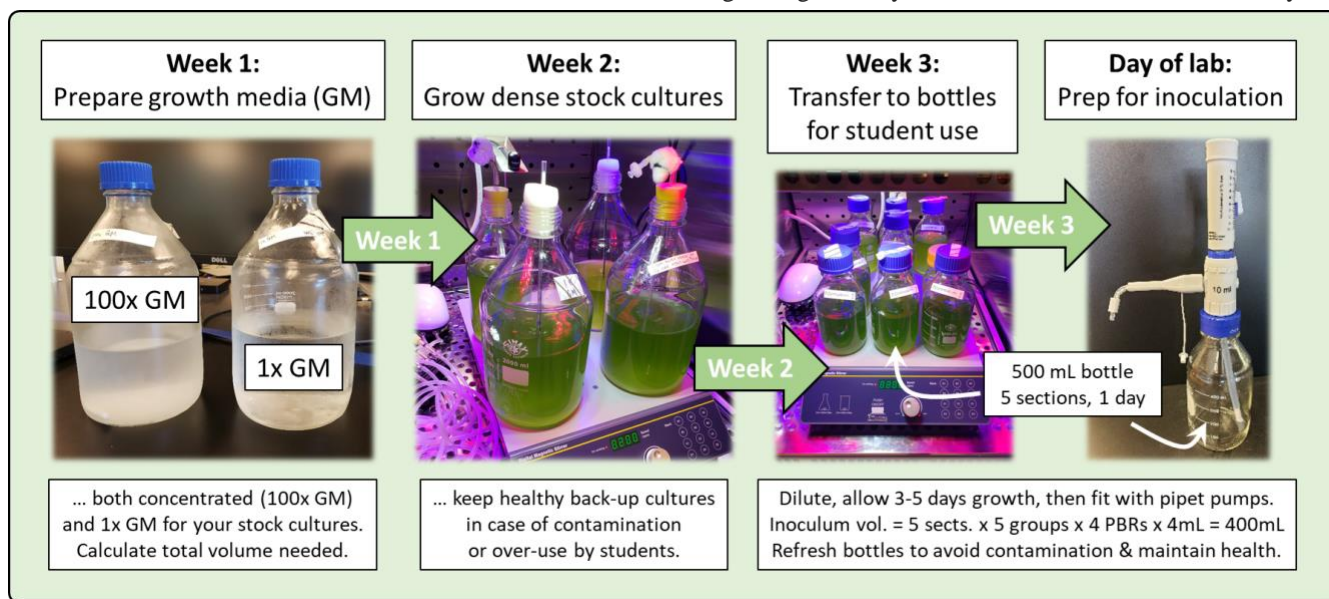 Week 1:
Prepare growth media (GM)
Week 2:
Grow dense stock cultures
Week 3:
Transfer to bottles
for student use
Day of lab:
Prep for inoculation
100x GM
1x GM
DELL
Week 1
Week 2
Week 3
10 ml
500 mL bottle
5 sections, 1 day
... both concentrated (100x GM)
and 1x GM for your stock cultures.
Calculate total volume needed.
... keep healthy back-up cultures
in case of contamination
or over-use by students.
Dilute, allow 3-5 days growth, then fit with pipet pumps.
Inoculum vol. = 5 sects. x 5 groups x 4 PBRs x 4mL = 400mL
Refresh bottles to avoid contamination & maintain health.